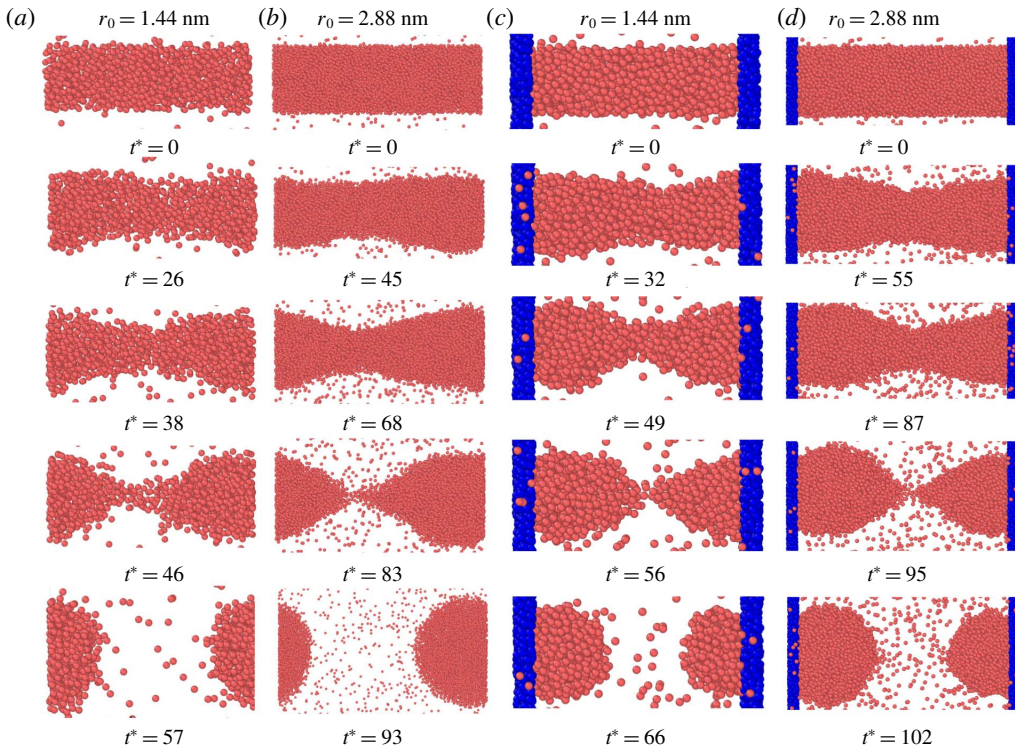 (a) r₀ = 1.44 nm (b) r₀ = 2.88 nm (c) r₀ = 1.44 nm (d) r₀ = 2.88 nm
t* = 0 t* = 0 t* = 0 t* = 0
t* = 26 t* = 45 t* = 32 t* = 55
t* = 38 t* = 68 t* = 49 t* = 87
t* = 46 t* = 83 t* = 56 t* = 95
t* = 57 t* = 93 t* = 66 t* = 102